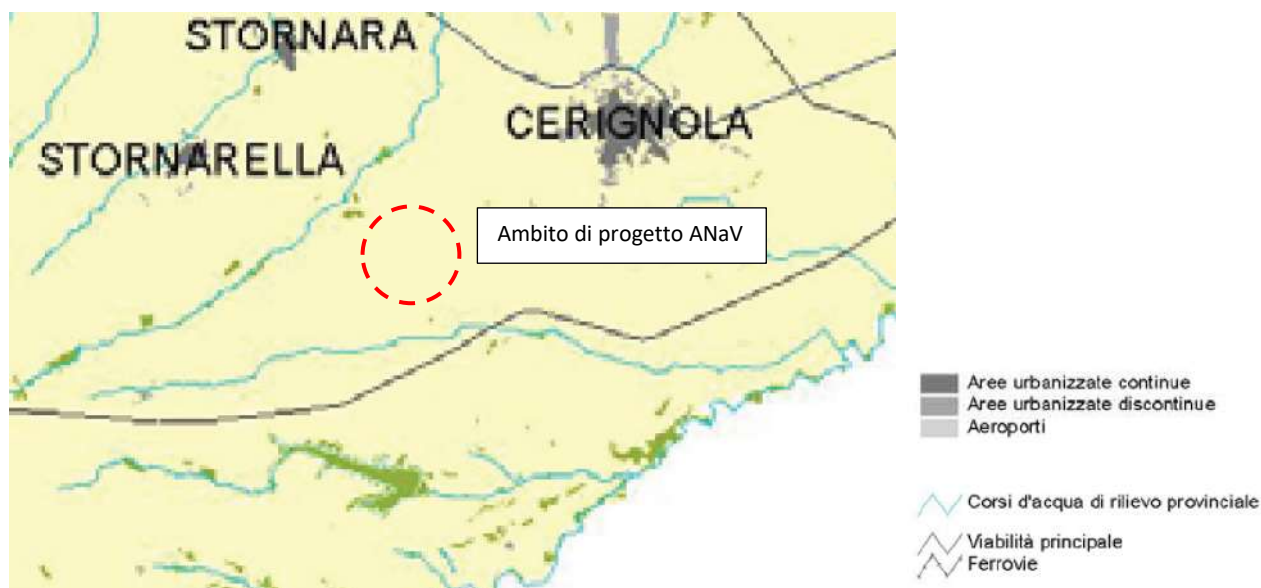 STORNARA
CERIGNOLA
STORNARELLA
Ambito di progetto ANaV
Aree urbanizzate continue
Aree urbanizzate discontinue
Aeroporti
Corsi d'acqua di rilievo provinciale
Viabilità principale
Ferrovie